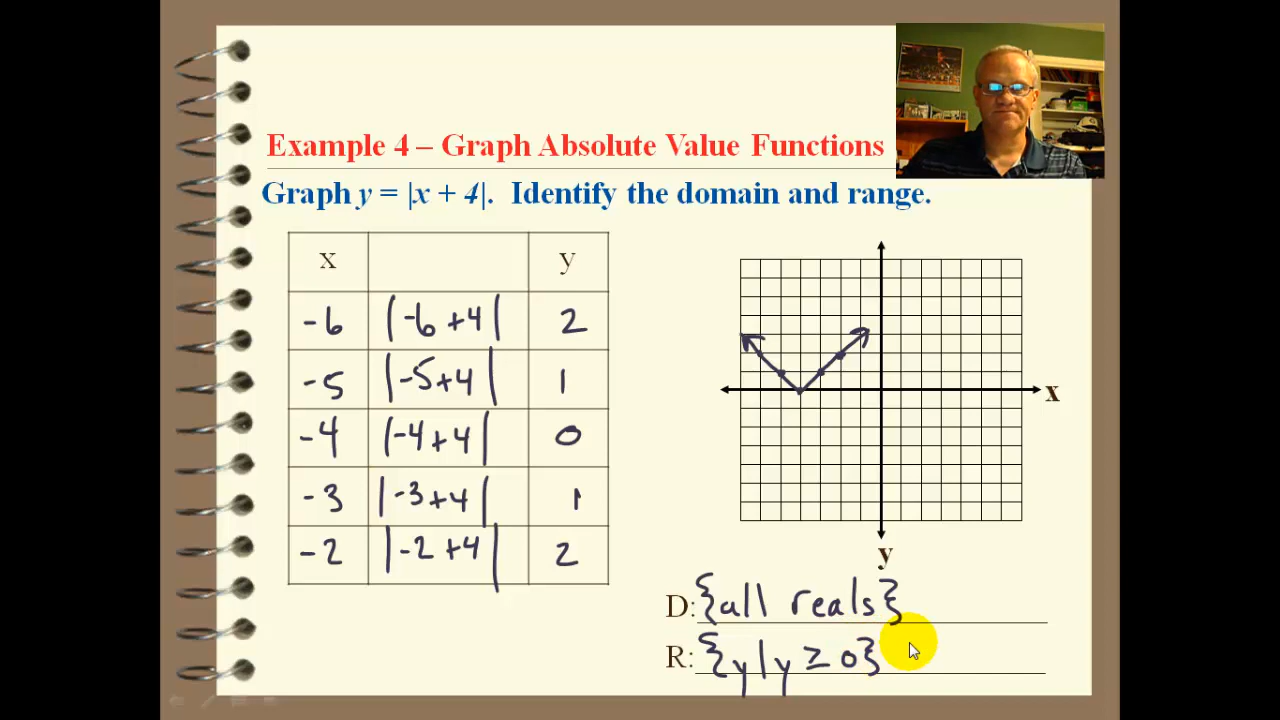 Example 4 – Graph Absolute Value Functions
Graph y = |x + 4|. Identify the domain and range.
x y
-6 |-6 +4| 2
-5 |-5+4| 1
-4 |-4+4| 0
-3 |-3+4| 1
-2 |-2+4| 2
x
y
D: {all reals}
R: {y|y ≥ 0}